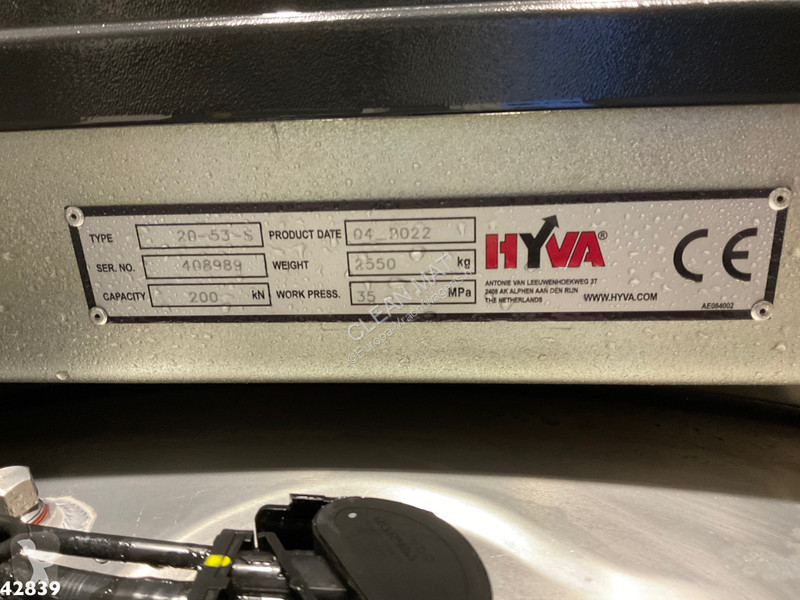 TYPE 20-53-S PRODUCT DATE 04_2022
SER. NO. 408989 WEIGHT 2550 kg
CAPACITY 200 kN WORK PRESS. 35 MPa
HYVA®
ANTONIE VAN LEEUWENHOEKWEG 37
2408 AK ALPHEN AAN DEN RIJN
THE NETHERLANDS WWW.HYVA.COM
CE
AE084002
CLEAN MAT
42839